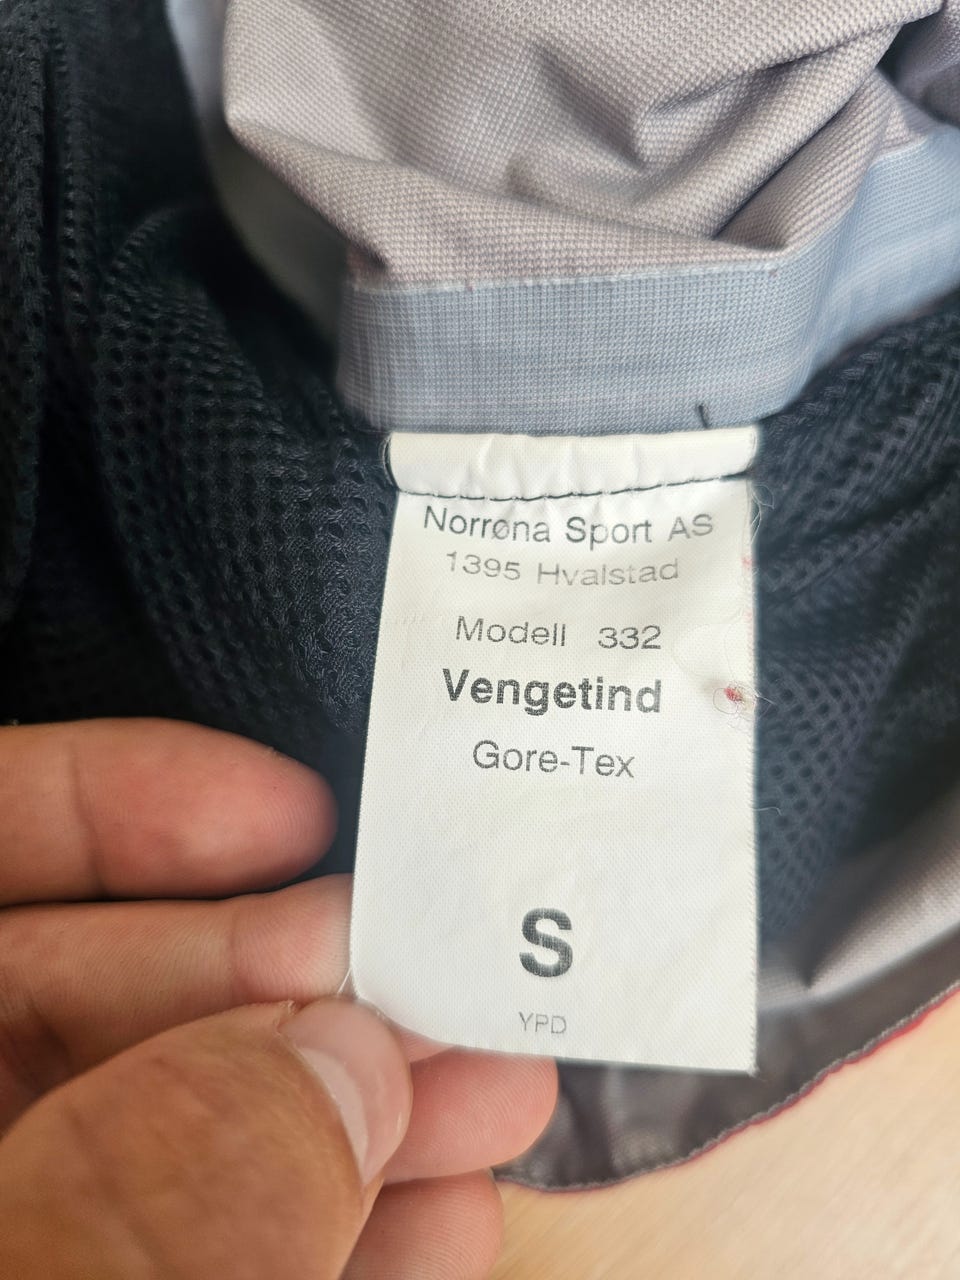 Norrøna Sport AS
1395 Hvalstad
Modell 332
Vengetind
Gore-Tex
S
YPD